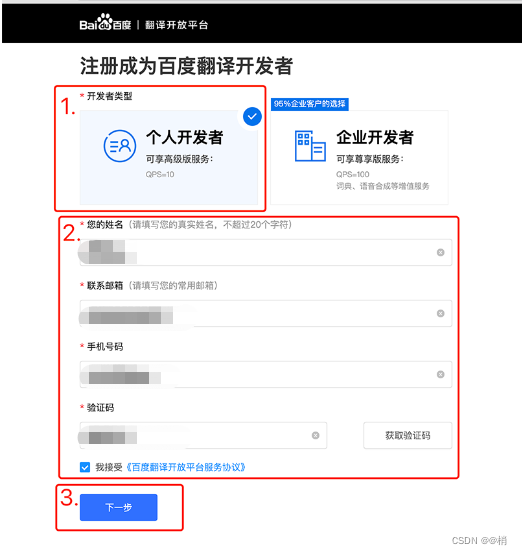 Bai du 百度 | 翻译开放平台
注册成为百度翻译开发者
1.
* 开发者类型
95%企业客户的选择
个人开发者
可享高级版服务：
QPS=10
企业开发者
可享尊享版服务：
QPS=100
词典、语音合成等增值服务
2.
* 您的姓名（请填写您的真实姓名，不超过20个字符）
* 联系邮箱（请填写您的常用邮箱）
* 手机号码
* 验证码
获取验证码
我接受《百度翻译开放平台服务协议》
3.
下一步
CSDN @@梢